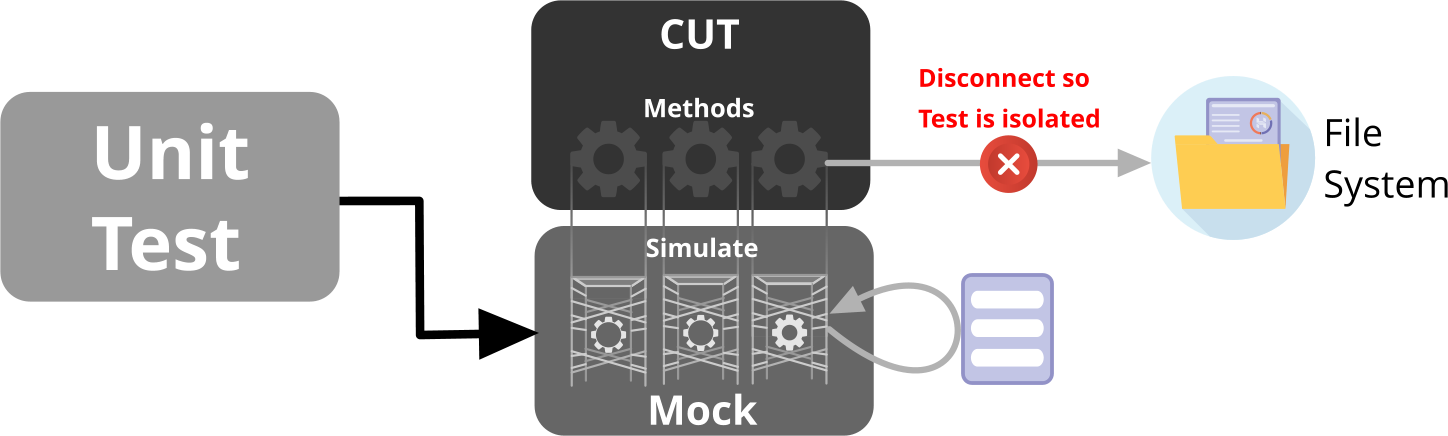 Unit
Test
CUT
Methods
Disconnect so
Test is isolated
File
System
Simulate
Mock